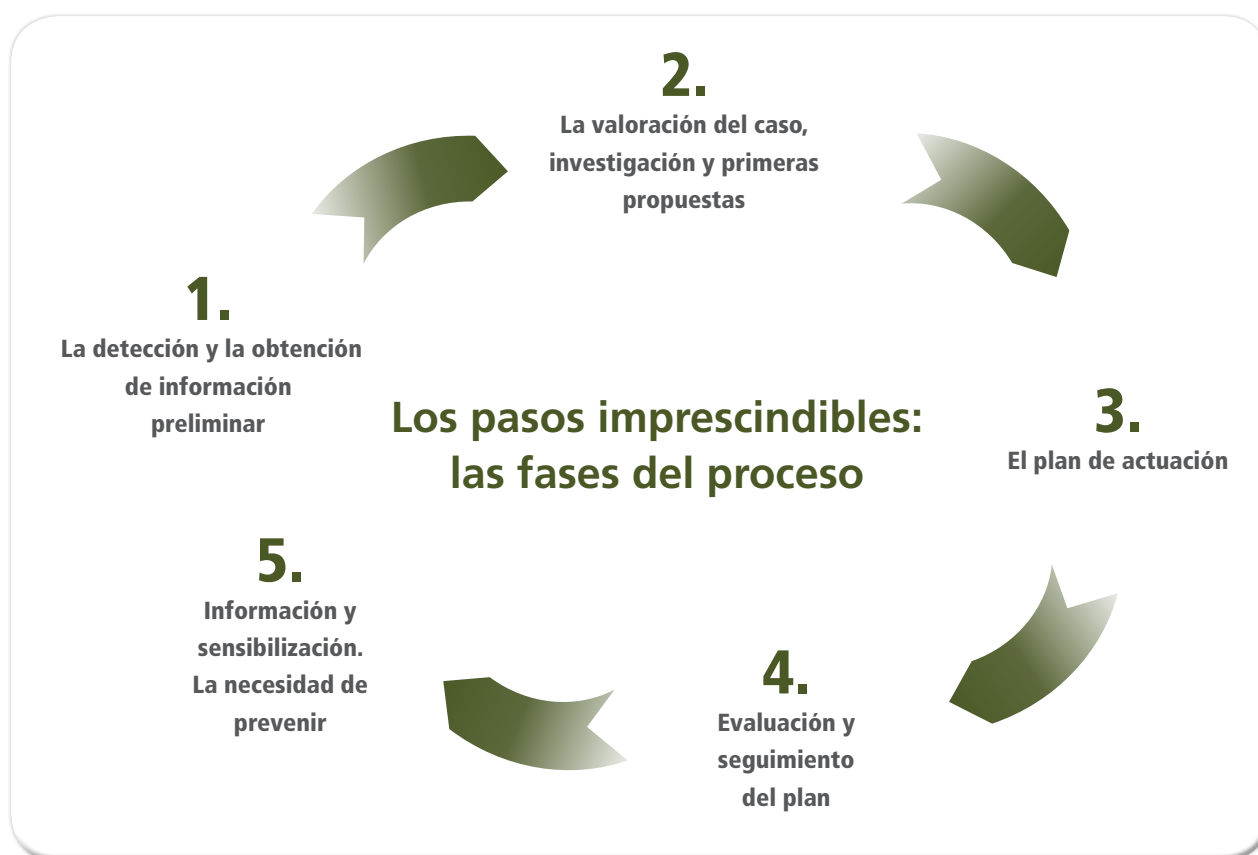 1.
La detección y la obtención
de información
preliminar
2.
La valoración del caso,
investigación y primeras
propuestas
3.
El plan de actuación
4.
Evaluación y
seguimiento
del plan
5.
Información y
sensibilización.
La necesidad de
prevenir
Los pasos imprescindibles:
las fases del proceso